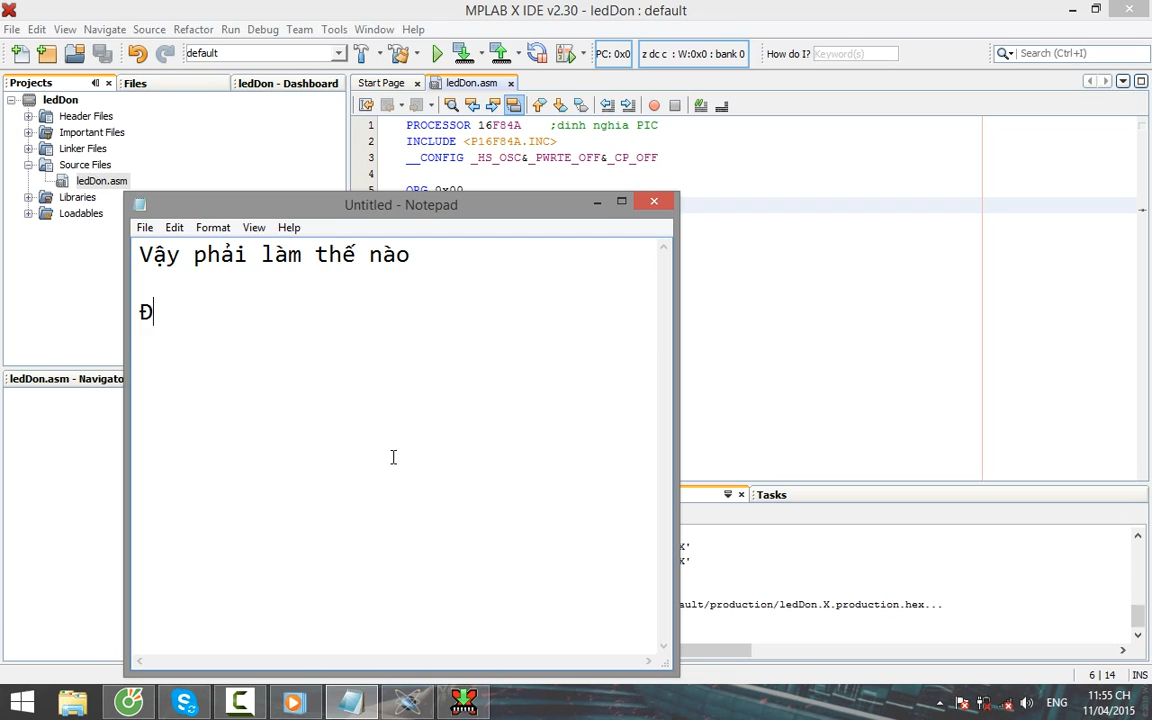 MPLAB X IDE v2.30 - ledDon : default
File Edit View Navigate Source Refactor Run Debug Team Tools Window Help
default PC: 0x0 z dc c : W:0x0 : bank 0 How do I? Keyword(s) Search (Ctrl+I)
Projects Files ledDon - Dashboard Start Page ledDon.asm
ledDon
Header Files
Important Files
Linker Files
Source Files
ledDon.asm
Libraries
Loadables
1 PROCESSOR 16F84A ;dinh nghia PIC
2 INCLUDE <P16F84A.INC>
3 __CONFIG _HS_OSC&_PWRTE_OFF&_CP_OFF
4
5 ORG 0x00
Untitled - Notepad
File Edit Format View Help
Vậy phải làm thế nào
Đ
ledDon.asm - Navigato
Tasks
x'
x'
ault/production/ledDon.X.production.hex...
6 | 14 INS
ENG
11:55 CH
11/04/2015